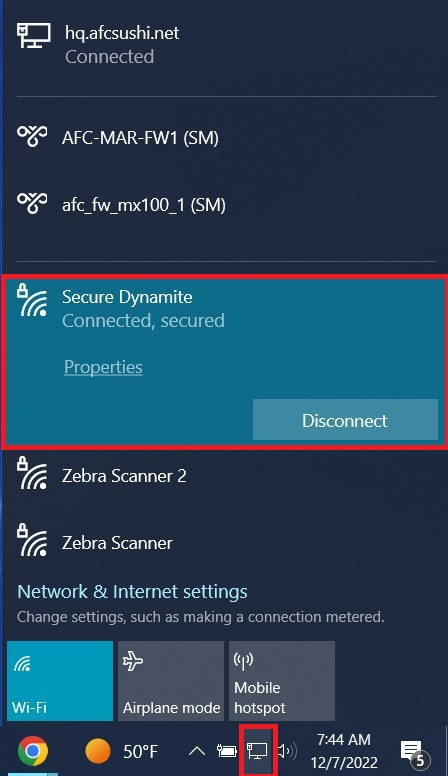 hq.afcsushi.net
Connected
AFC-MAR-FW1 (SM)
afc_fw_mx100_1 (SM)
Secure Dynamite
Connected, secured
Properties
Disconnect
Zebra Scanner 2
Zebra Scanner
Network & Internet settings
Change settings, such as making a connection metered.
Wi-Fi
Airplane mode
Mobile
hotspot
50°F
7:44 AM
12/7/2022
5